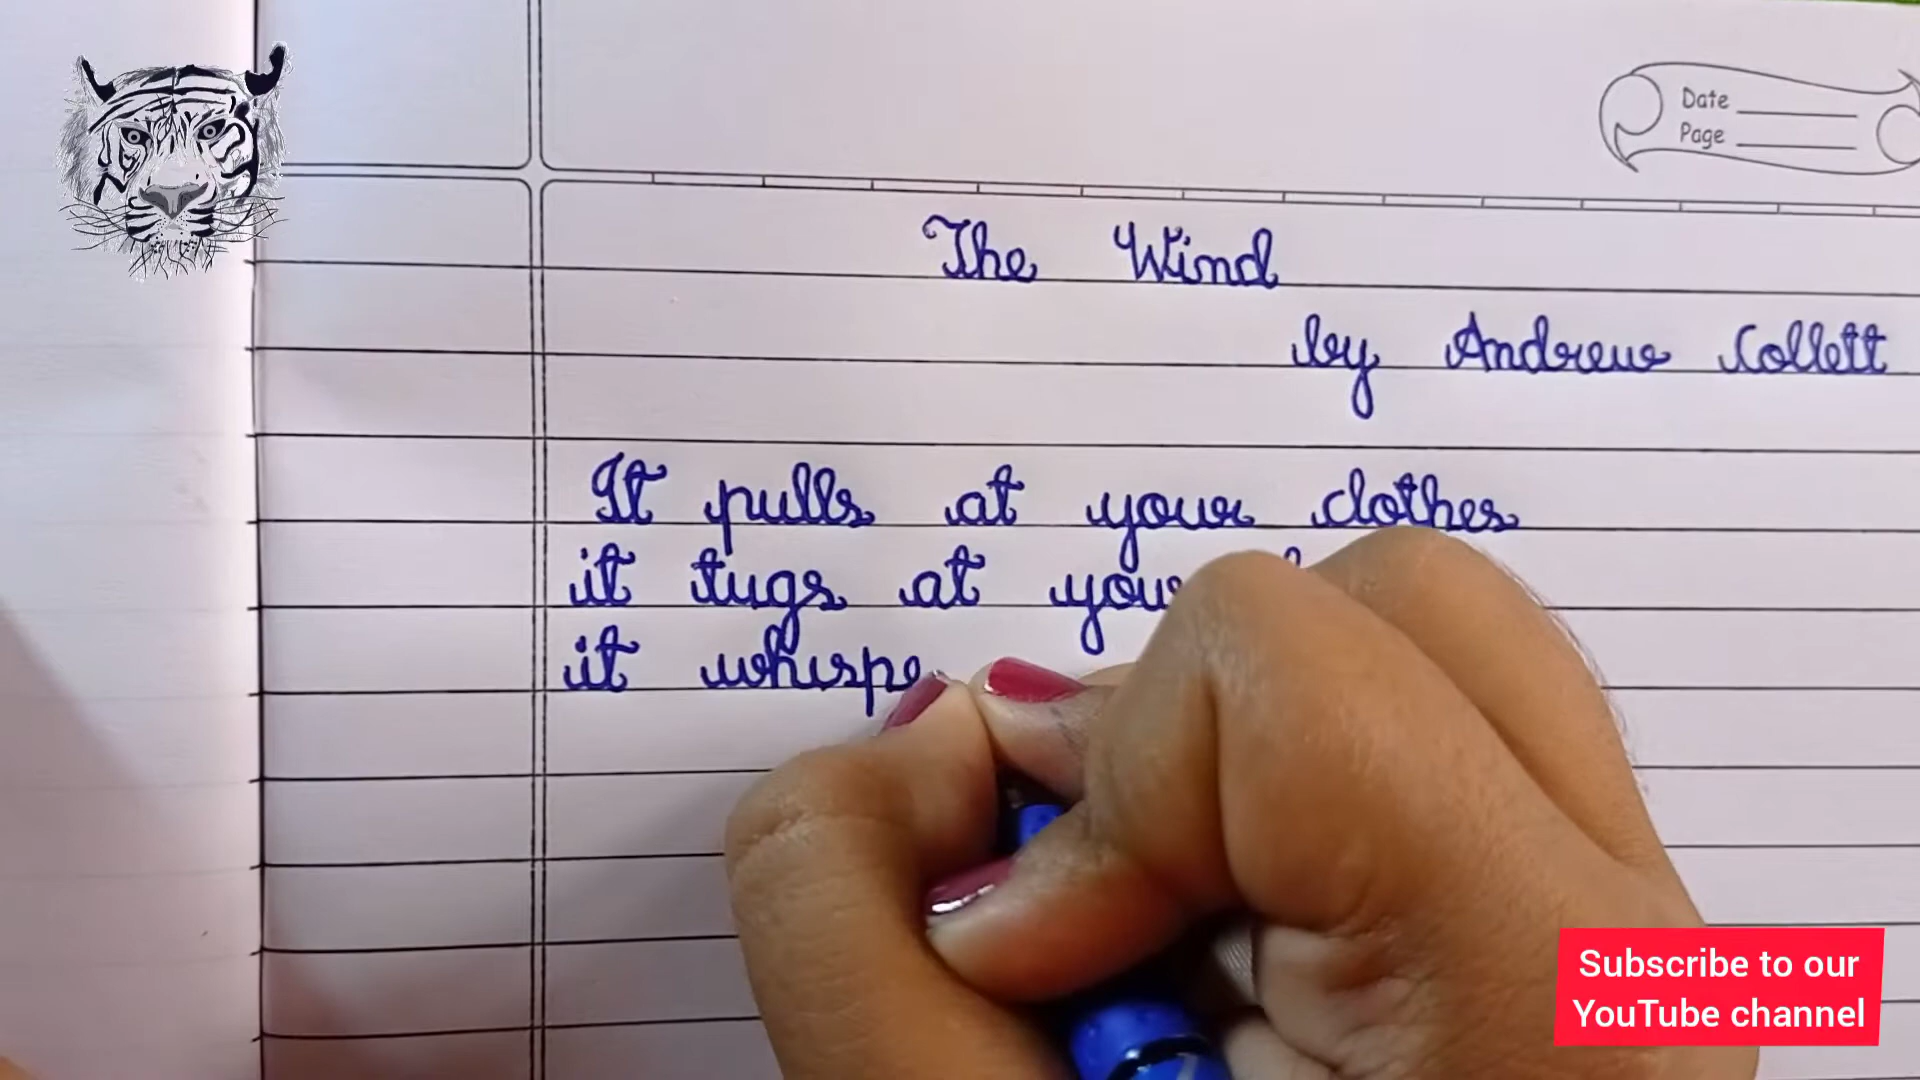 Date
Page
The Wind
by Andrew Collett
It pulls at your clothes
it tugs at your
it whispe
Subscribe to our
YouTube channel